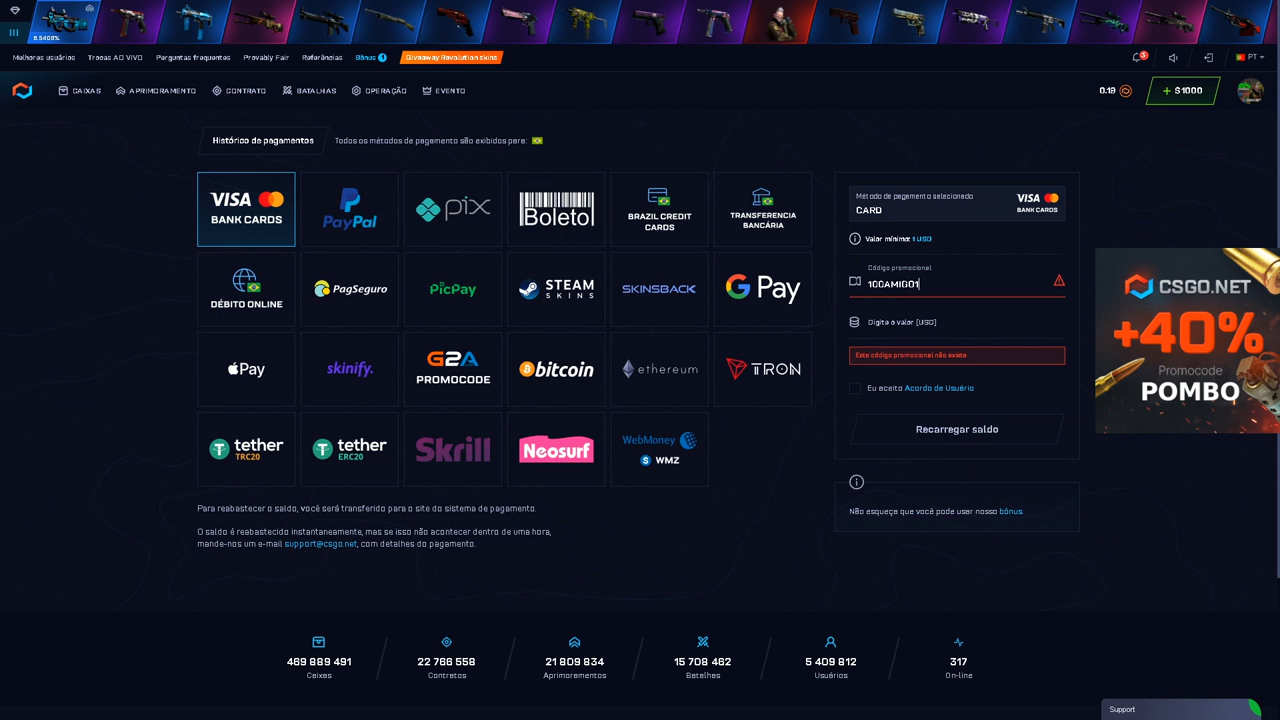 5.5408%
Melhores usuários
Trocas AO VIVO
Perguntas frequentes
Provably Fair
Referências
Bônus
Giveaway Revolution skins
3
PT
CAIXAS
APRIMORAMENTO
CONTRATO
BATALHAS
OPERAÇÃO
EVENTO
0.19
+ $ 1000
Histórico de pagamentos
Todos os métodos de pagamento são exibidos para:
VISA
BANK CARDS
PayPal
pix
Boleto
BRAZIL CREDIT
CARDS
TRANSFERENCIA
BANCÁRIA
DÉBITO ONLINE
PagSeguro
PicPay
STEAM
SKINS
SKINSBACK
G Pay
Pay
skinify.
G2A
PROMOCODE
bitcoin
ethereum
TRON
tether
TRC20
tether
ERC20
Skrill
Neosurf
WebMoney
WMZ
Para reabastecer o saldo, você será transferido para o site do sistema de pagamento.
O saldo é reabastecido instantaneamente, mas se isso não acontecer dentro de uma hora,
mande-nos um e-mail support@csgo.net, com detalhes do pagamento.
Método de pagamento selecionado
CARD
VISA
BANK CARDS
Valor mínimo: 1 USD
Código promocional
100AMIGO1
Digite o valor [USD]
Este código promocional não existe
Eu aceito Acordo de Usuário
Recarregar saldo
Não esqueça que você pode usar nosso bônus.
CSGO.NET
+40%
Promocode
POMBO
469 889 491
Caixas
22 766 558
Contratos
21 809 834
Aprimoramentos
15 708 462
Batalhas
5 409 812
Usuários
317
On-line
Support